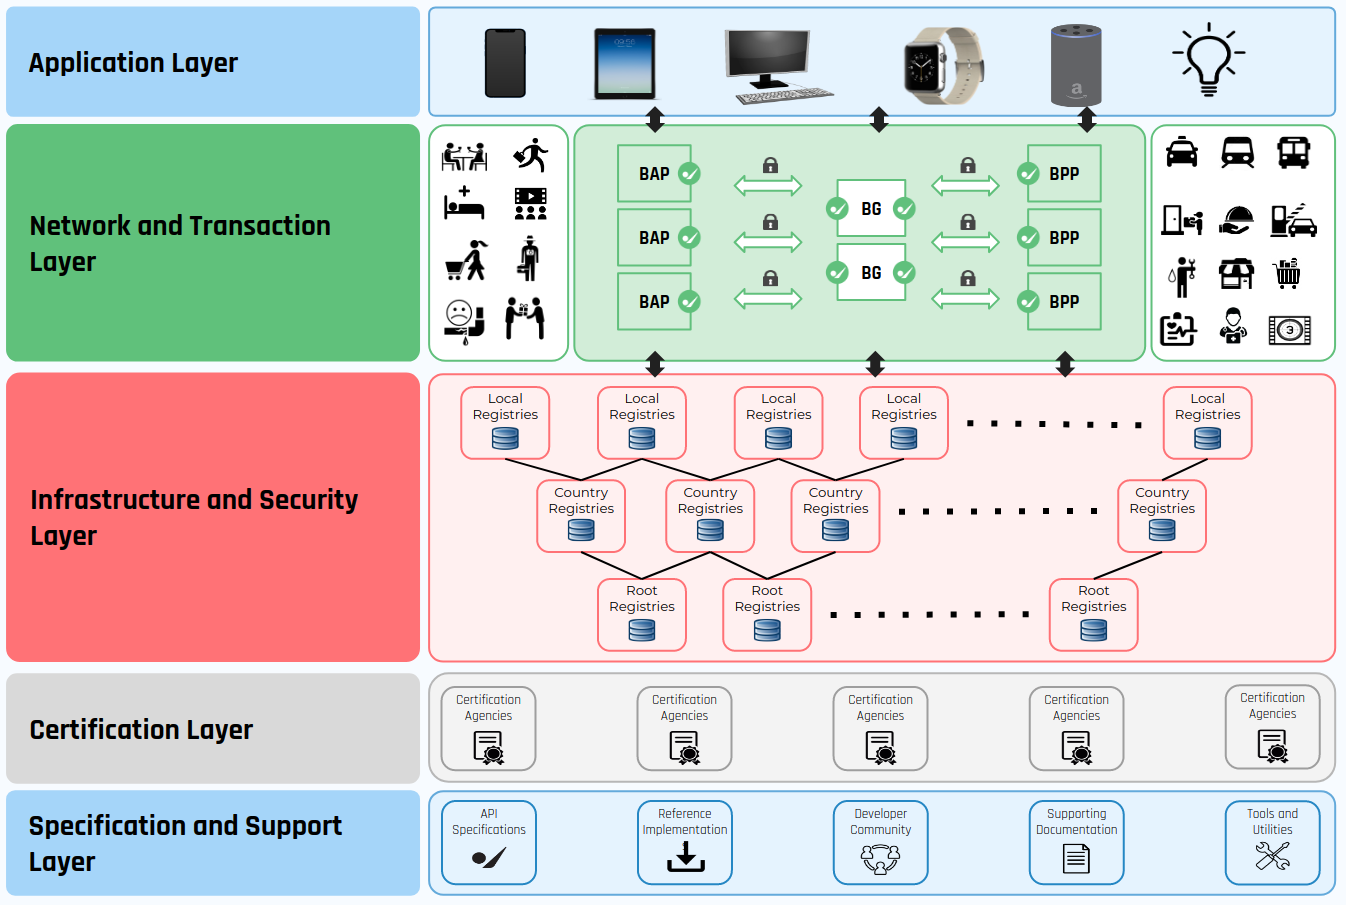 Application Layer
09:56
a
Network and Transaction
Layer
BAP
BAP
BAP
BG
BG
BPP
BPP
BPP
3
Infrastructure and Security
Layer
Local
Registries
Local
Registries
Local
Registries
Local
Registries
Local
Registries
Country
Registries
Country
Registries
Country
Registries
Country
Registries
Root
Registries
Root
Registries
Root
Registries
Certification Layer
Certification
Agencies
Certification
Agencies
Certification
Agencies
Certification
Agencies
Certification
Agencies
Specification and Support
Layer
API
Specifications
Reference
Implementation
Developer
Community
Supporting
Documentation
Tools and
Utilities